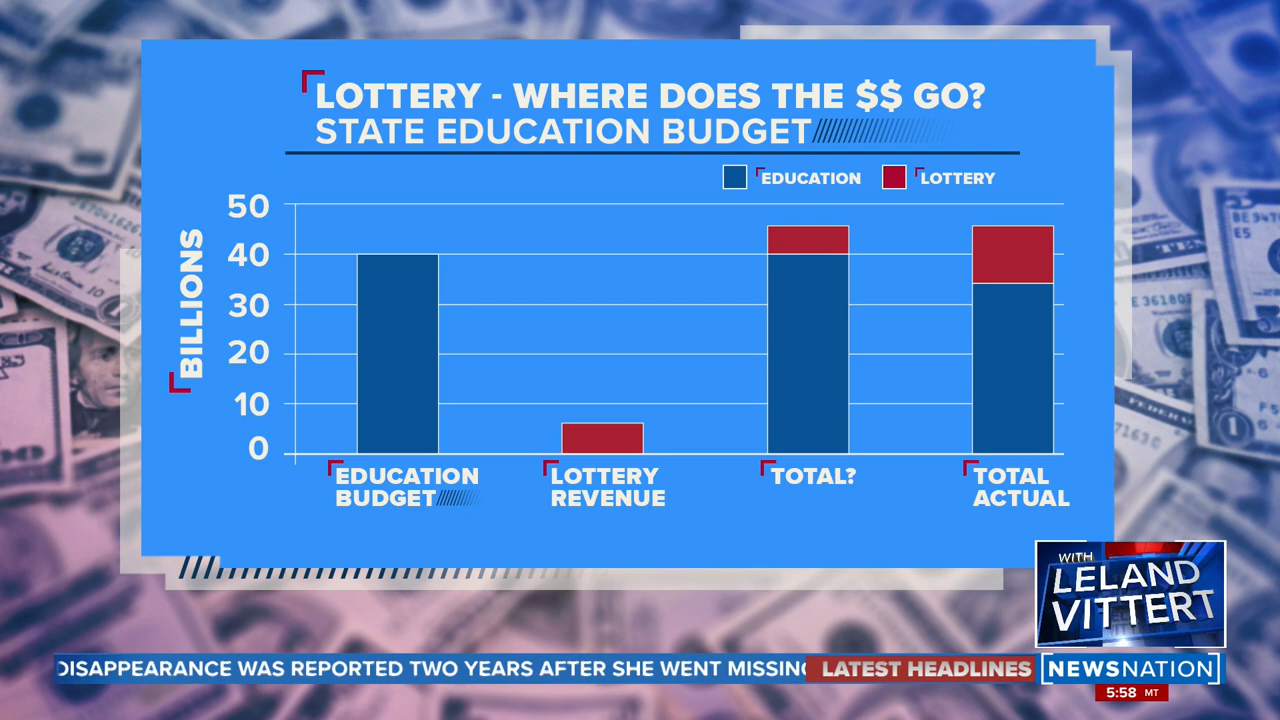 LOTTERY - WHERE DOES THE $$ GO?
STATE EDUCATION BUDGET
EDUCATION
LOTTERY
BILLIONS
50
40
30
20
10
0
EDUCATION
BUDGET
LOTTERY
REVENUE
TOTAL?
TOTAL
ACTUAL
WITH
LELAND
VITTERT
DISAPPEARANCE WAS REPORTED TWO YEARS AFTER SHE WENT MISSING
LATEST HEADLINES
NEWSNATION
5:58 MT